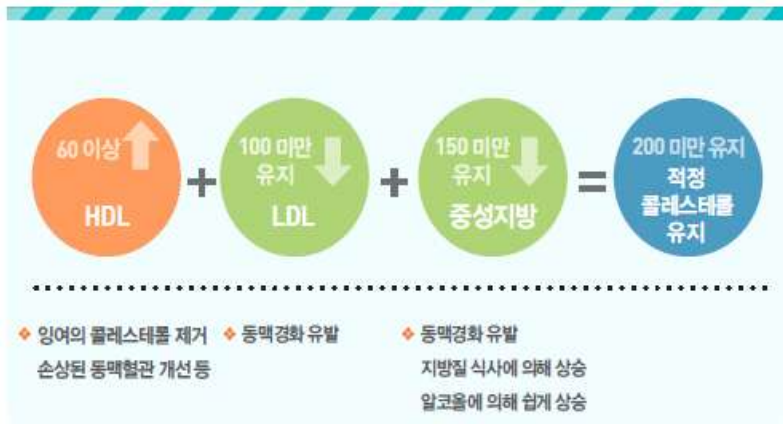 60 이상
HDL
+
100 미만
유지
LDL
+
150 미만
유지
중성지방
=
200 미만 유지
적정
콜레스테롤
유지
❖ 잉여의 콜레스테롤 제거
손상된 동맥혈관 개선 등
❖ 동맥경화 유발
❖ 동맥경화 유발
지방질 식사에 의해 상승
알코올에 의해 쉽게 상승